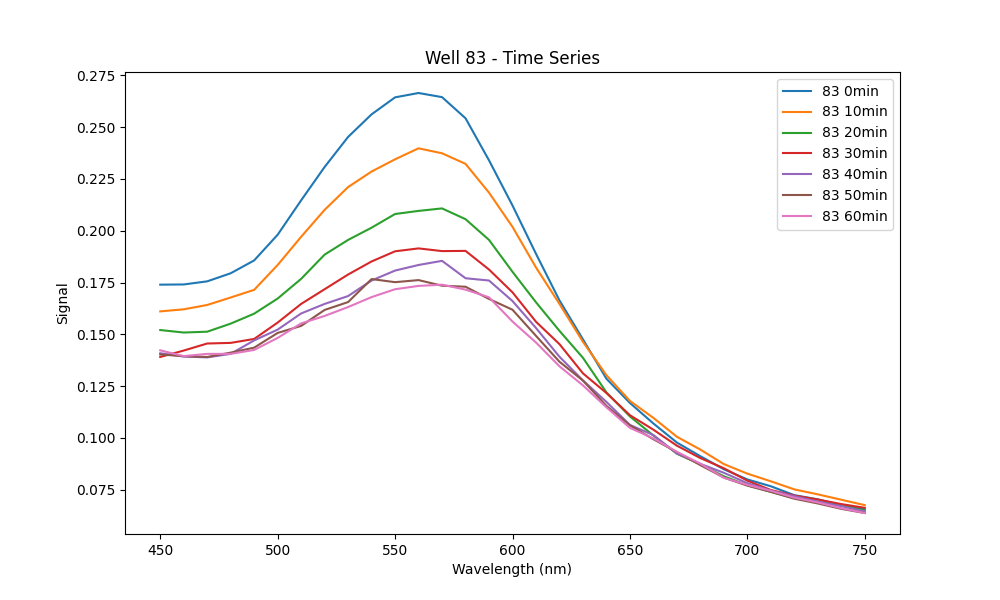 Well 83 - Time Series
Signal
0.275
0.250
0.225
0.200
0.175
0.150
0.125
0.100
0.075
83 0min
83 10min
83 20min
83 30min
83 40min
83 50min
83 60min
450 500 550 600 650 700 750
Wavelength (nm)